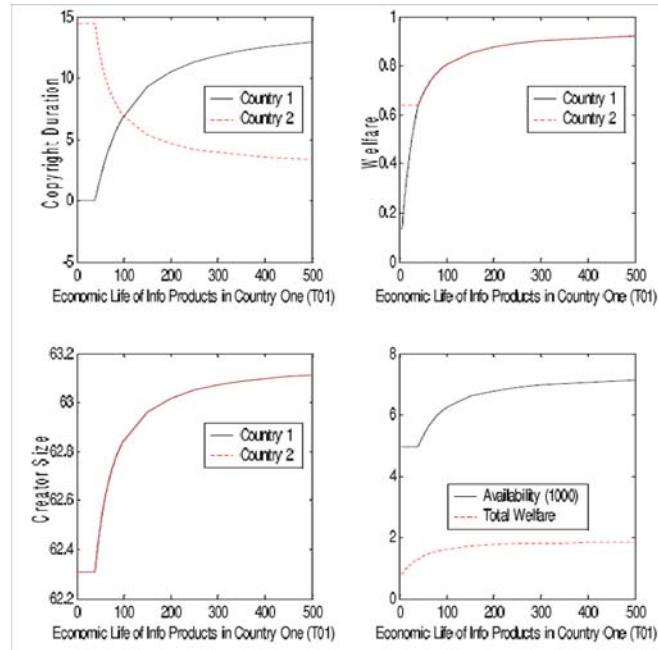 15
10
5
0
-5
Copyright Duration
Country 1
Country 2
0 100 200 300 400 500
Economic Life of Info Products in Country One (T01)
1
0.8
0.6
0.4
0.2
0
Welfare
Country 1
Country 2
0 100 200 300 400 500
Economic Life of Info Products in Country One (T01)
63.2
63
62.8
62.6
62.4
62.2
Creator Size
Country 1
Country 2
0 100 200 300 400 500
Economic Life of Info Products in Country One (T01)
8
6
4
2
0
Availability (1000)
Total Welfare
0 100 200 300 400 500
Economic Life of Info Products in Country One (T01)